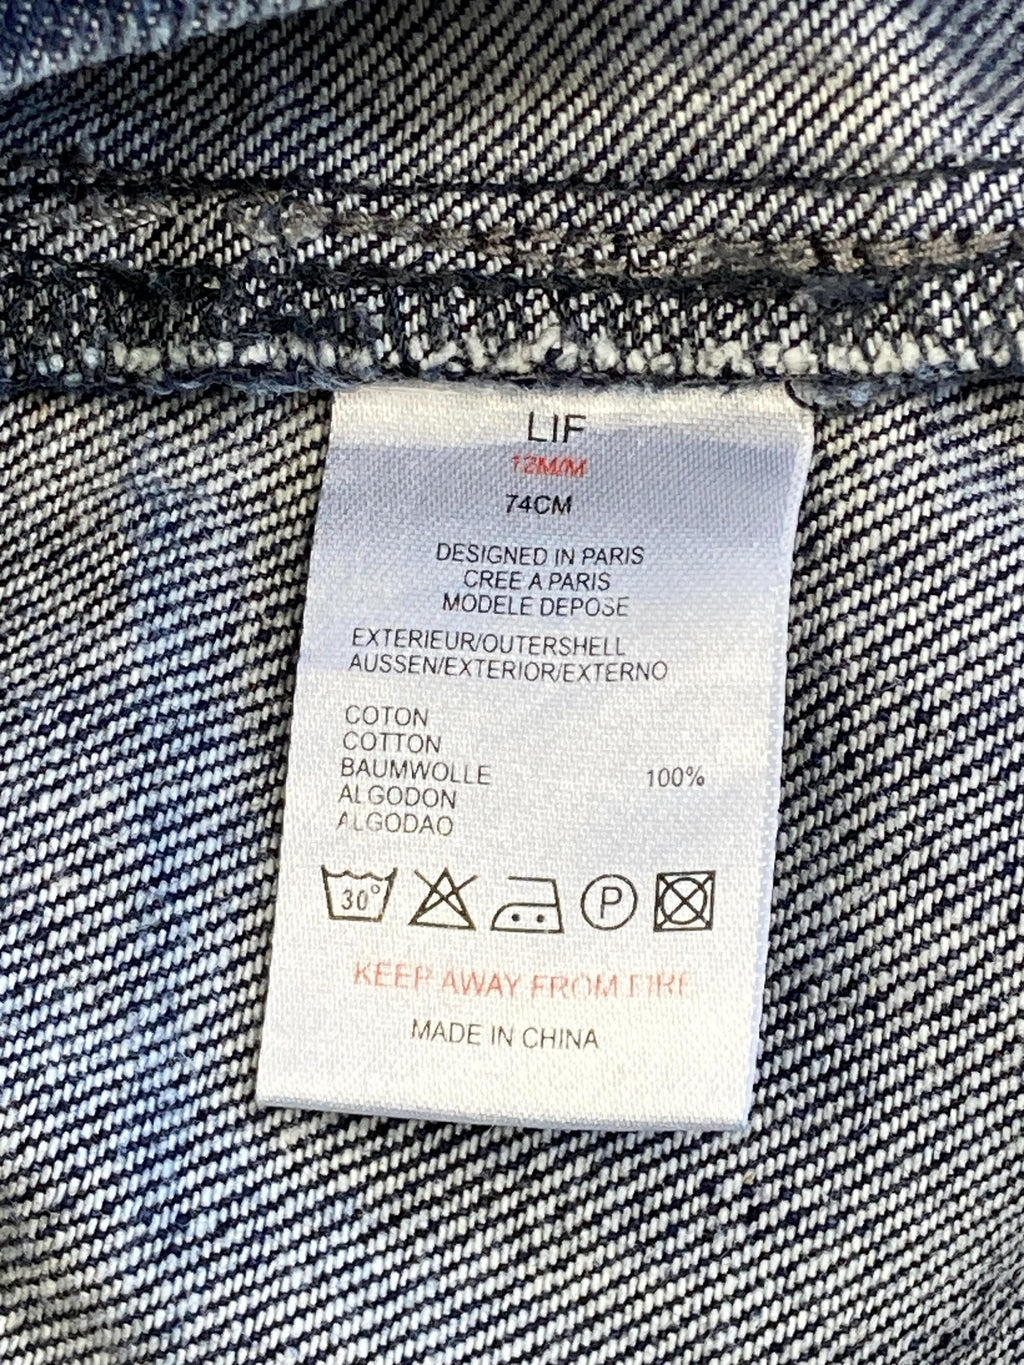 LIF
12M/M
74CM
DESIGNED IN PARIS
CREE A PARIS
MODELE DEPOSE
EXTERIEUR/OUTERSHELL
AUSSEN/EXTERIOR/EXTERNO
COTON
COTTON
BAUMWOLLE 100%
ALGODON
ALGODAO
30°
P
KEEP AWAY FROM FIRE
MADE IN CHINA